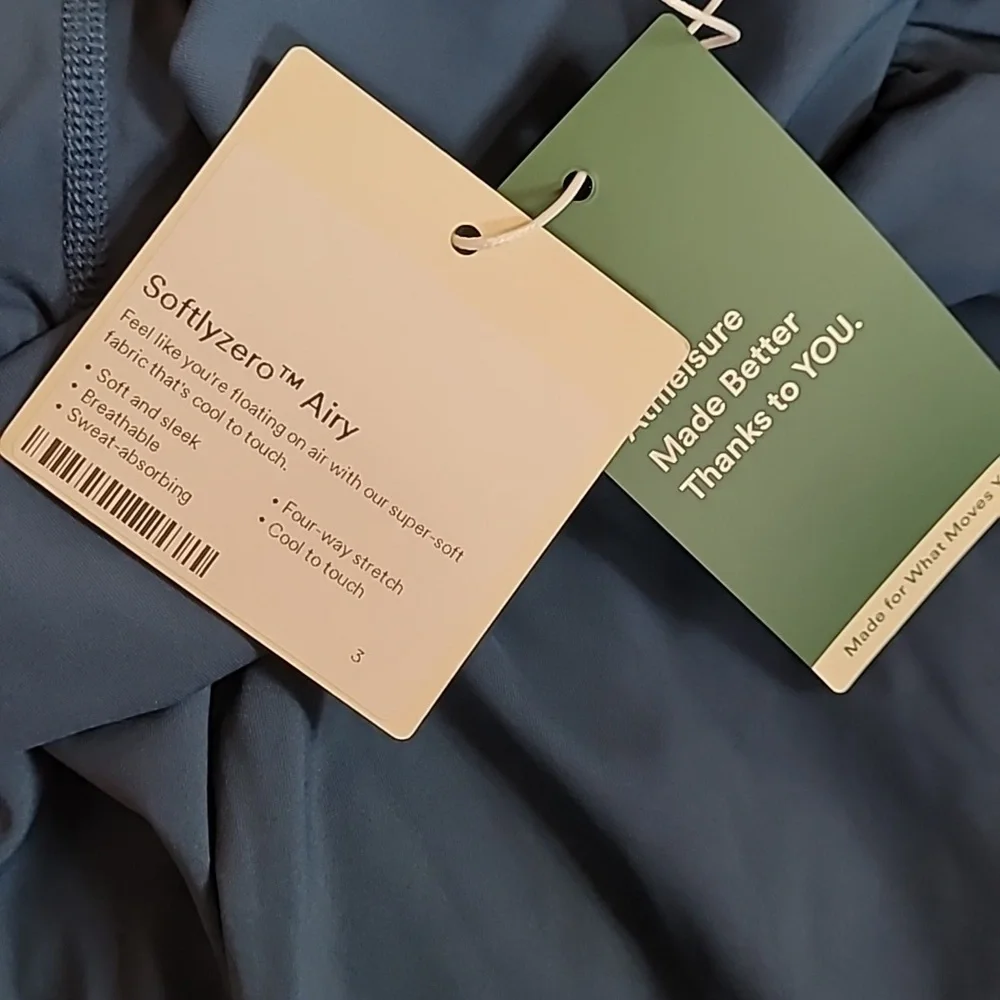 Softlyzero™ Airy
Feel like you're floating on air with our super-soft
fabric that's cool to touch.
• Soft and sleek
• Breathable
• Sweat-absorbing
• Four-way stretch
• Cool to touch
3
Athleisure
Made Better
Thanks to YOU.
Made for What Moves